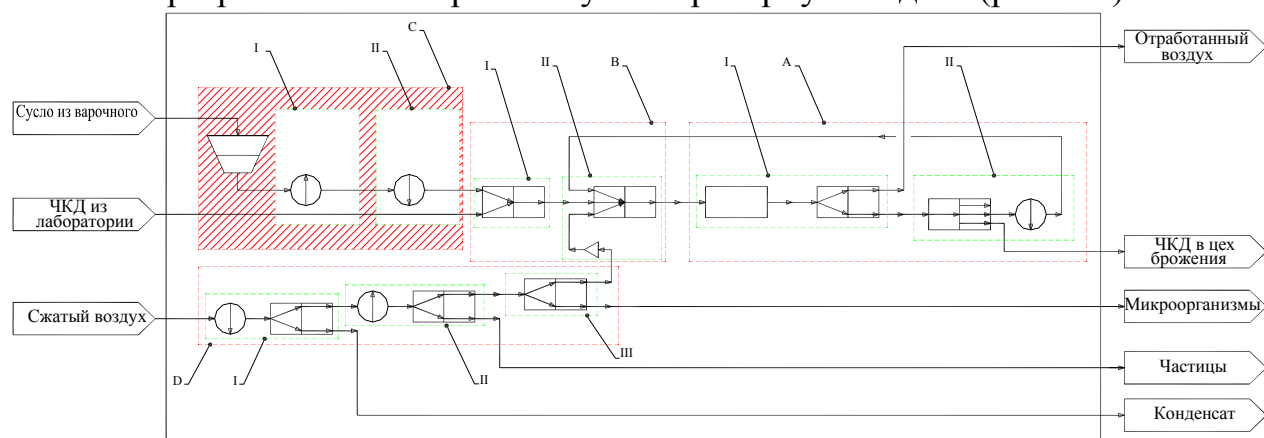 C
I
II
Отработанный
воздух
I
II
B
I
A
II
Сусло из варочного
ЧКД из
лаборатории
ЧКД в цех
брожения
Микроорганизмы
Сжатый воздух
III
Частицы
D
I
II
Конденсат